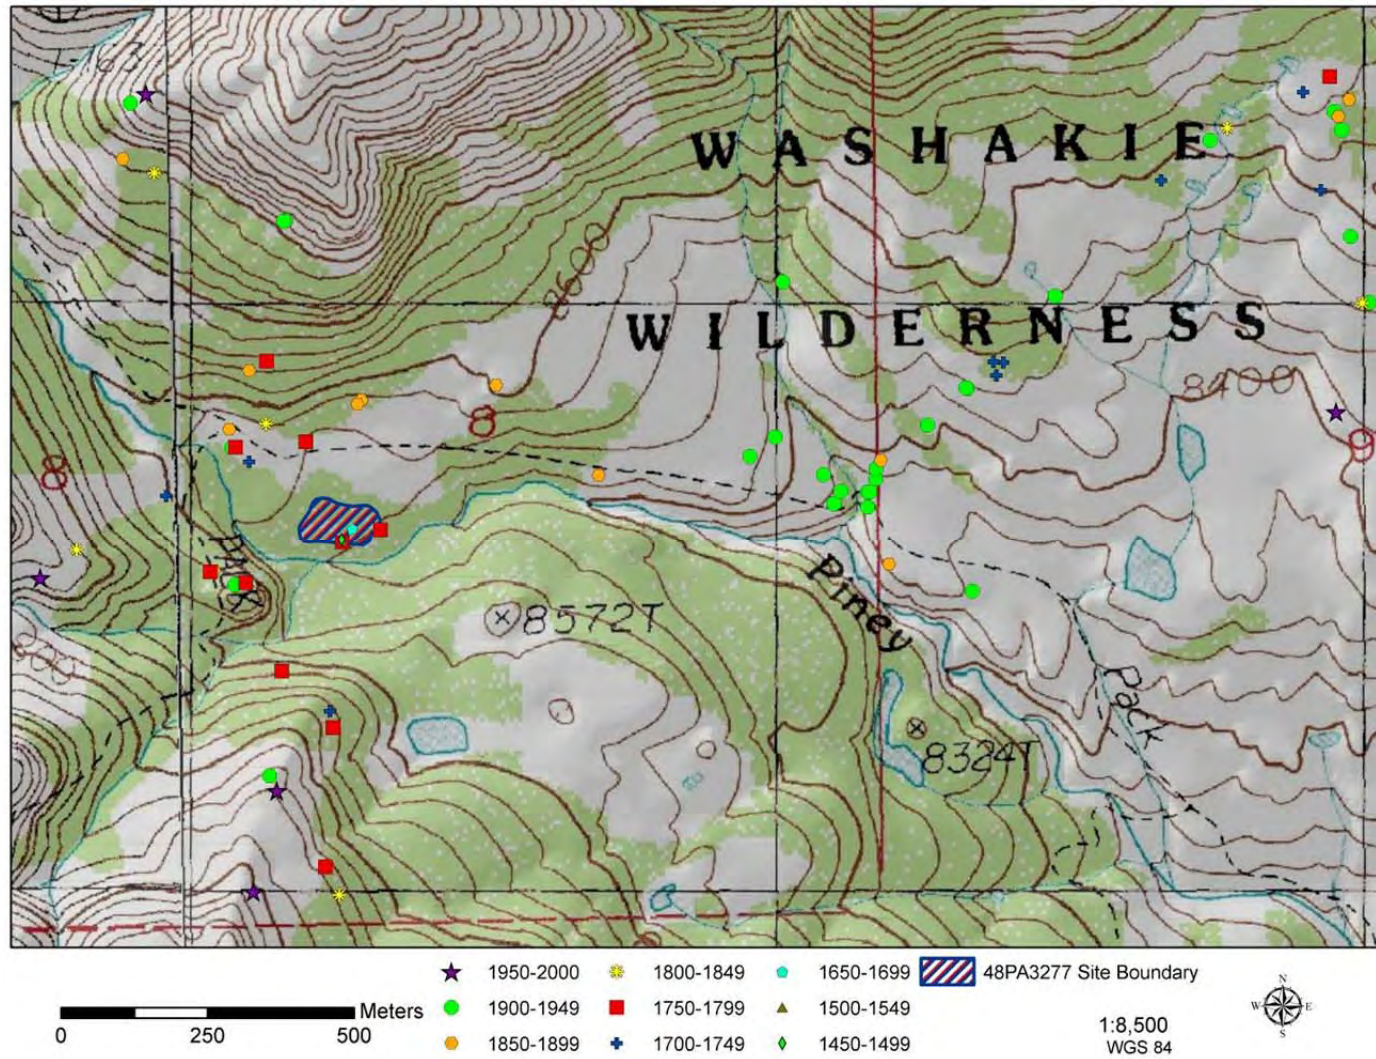 163
WASHAKIE
8600
WILDERNESS
8400
8
8
9
PACK
8572T
Piney
Pack
8324T
1950-2000 1800-1849 1650-1699 48PA3277 Site Boundary
Meters 1900-1949 1750-1799 1500-1549
0 250 500 1850-1899 1700-1749 1450-1499
N
W E
S
1:8,500
WGS 84